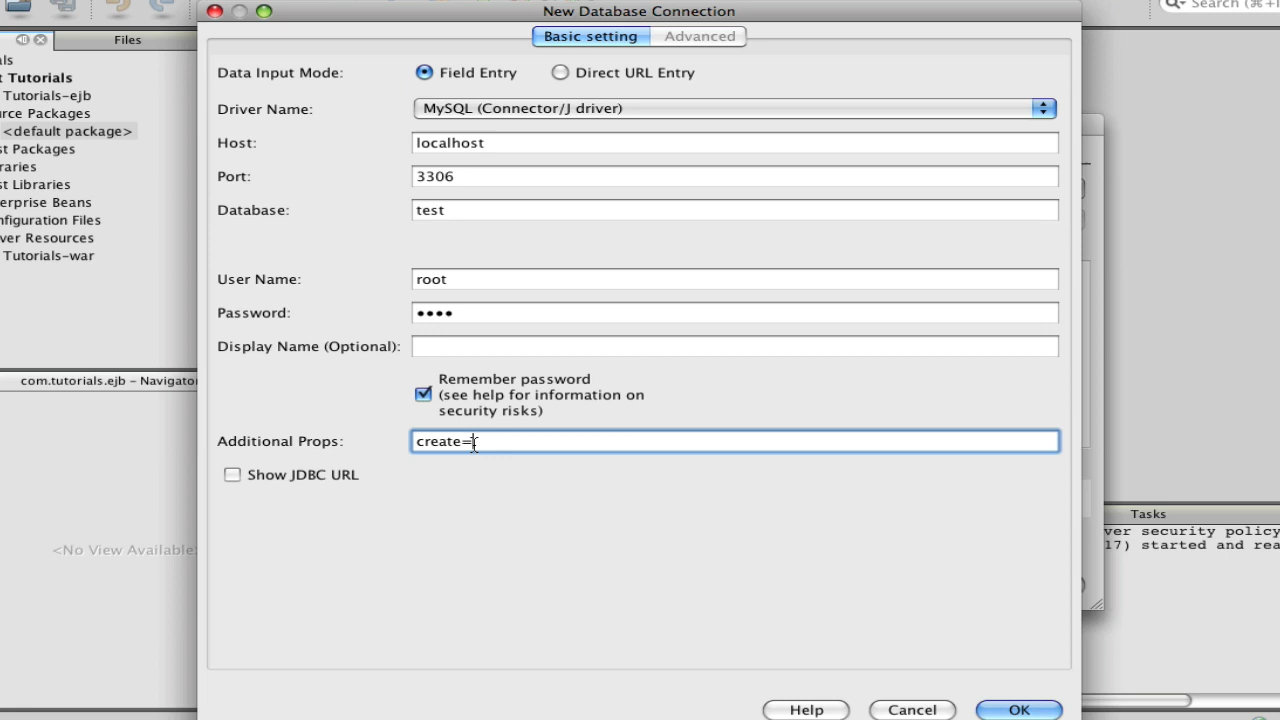 New Database Connection
Search (⌘+I
Basic setting
Advanced
Files
Data Input Mode:
Field Entry
Direct URL Entry
Driver Name:
MySQL (Connector/J driver)
Host:
localhost
Port:
3306
Database:
test
User Name:
root
Password:
••••
Display Name (Optional):
Remember password
(see help for information on
security risks)
Additional Props:
create=
Show JDBC URL
Help
Cancel
OK
ls
t Tutorials
Tutorials-ejb
rce Packages
<default package>
st Packages
raries
st Libraries
erprise Beans
nfiguration Files
ver Resources
Tutorials-war
com.tutorials.ejb – Navigator
<No View Available>
Tasks
ver security policy
17) started and rea